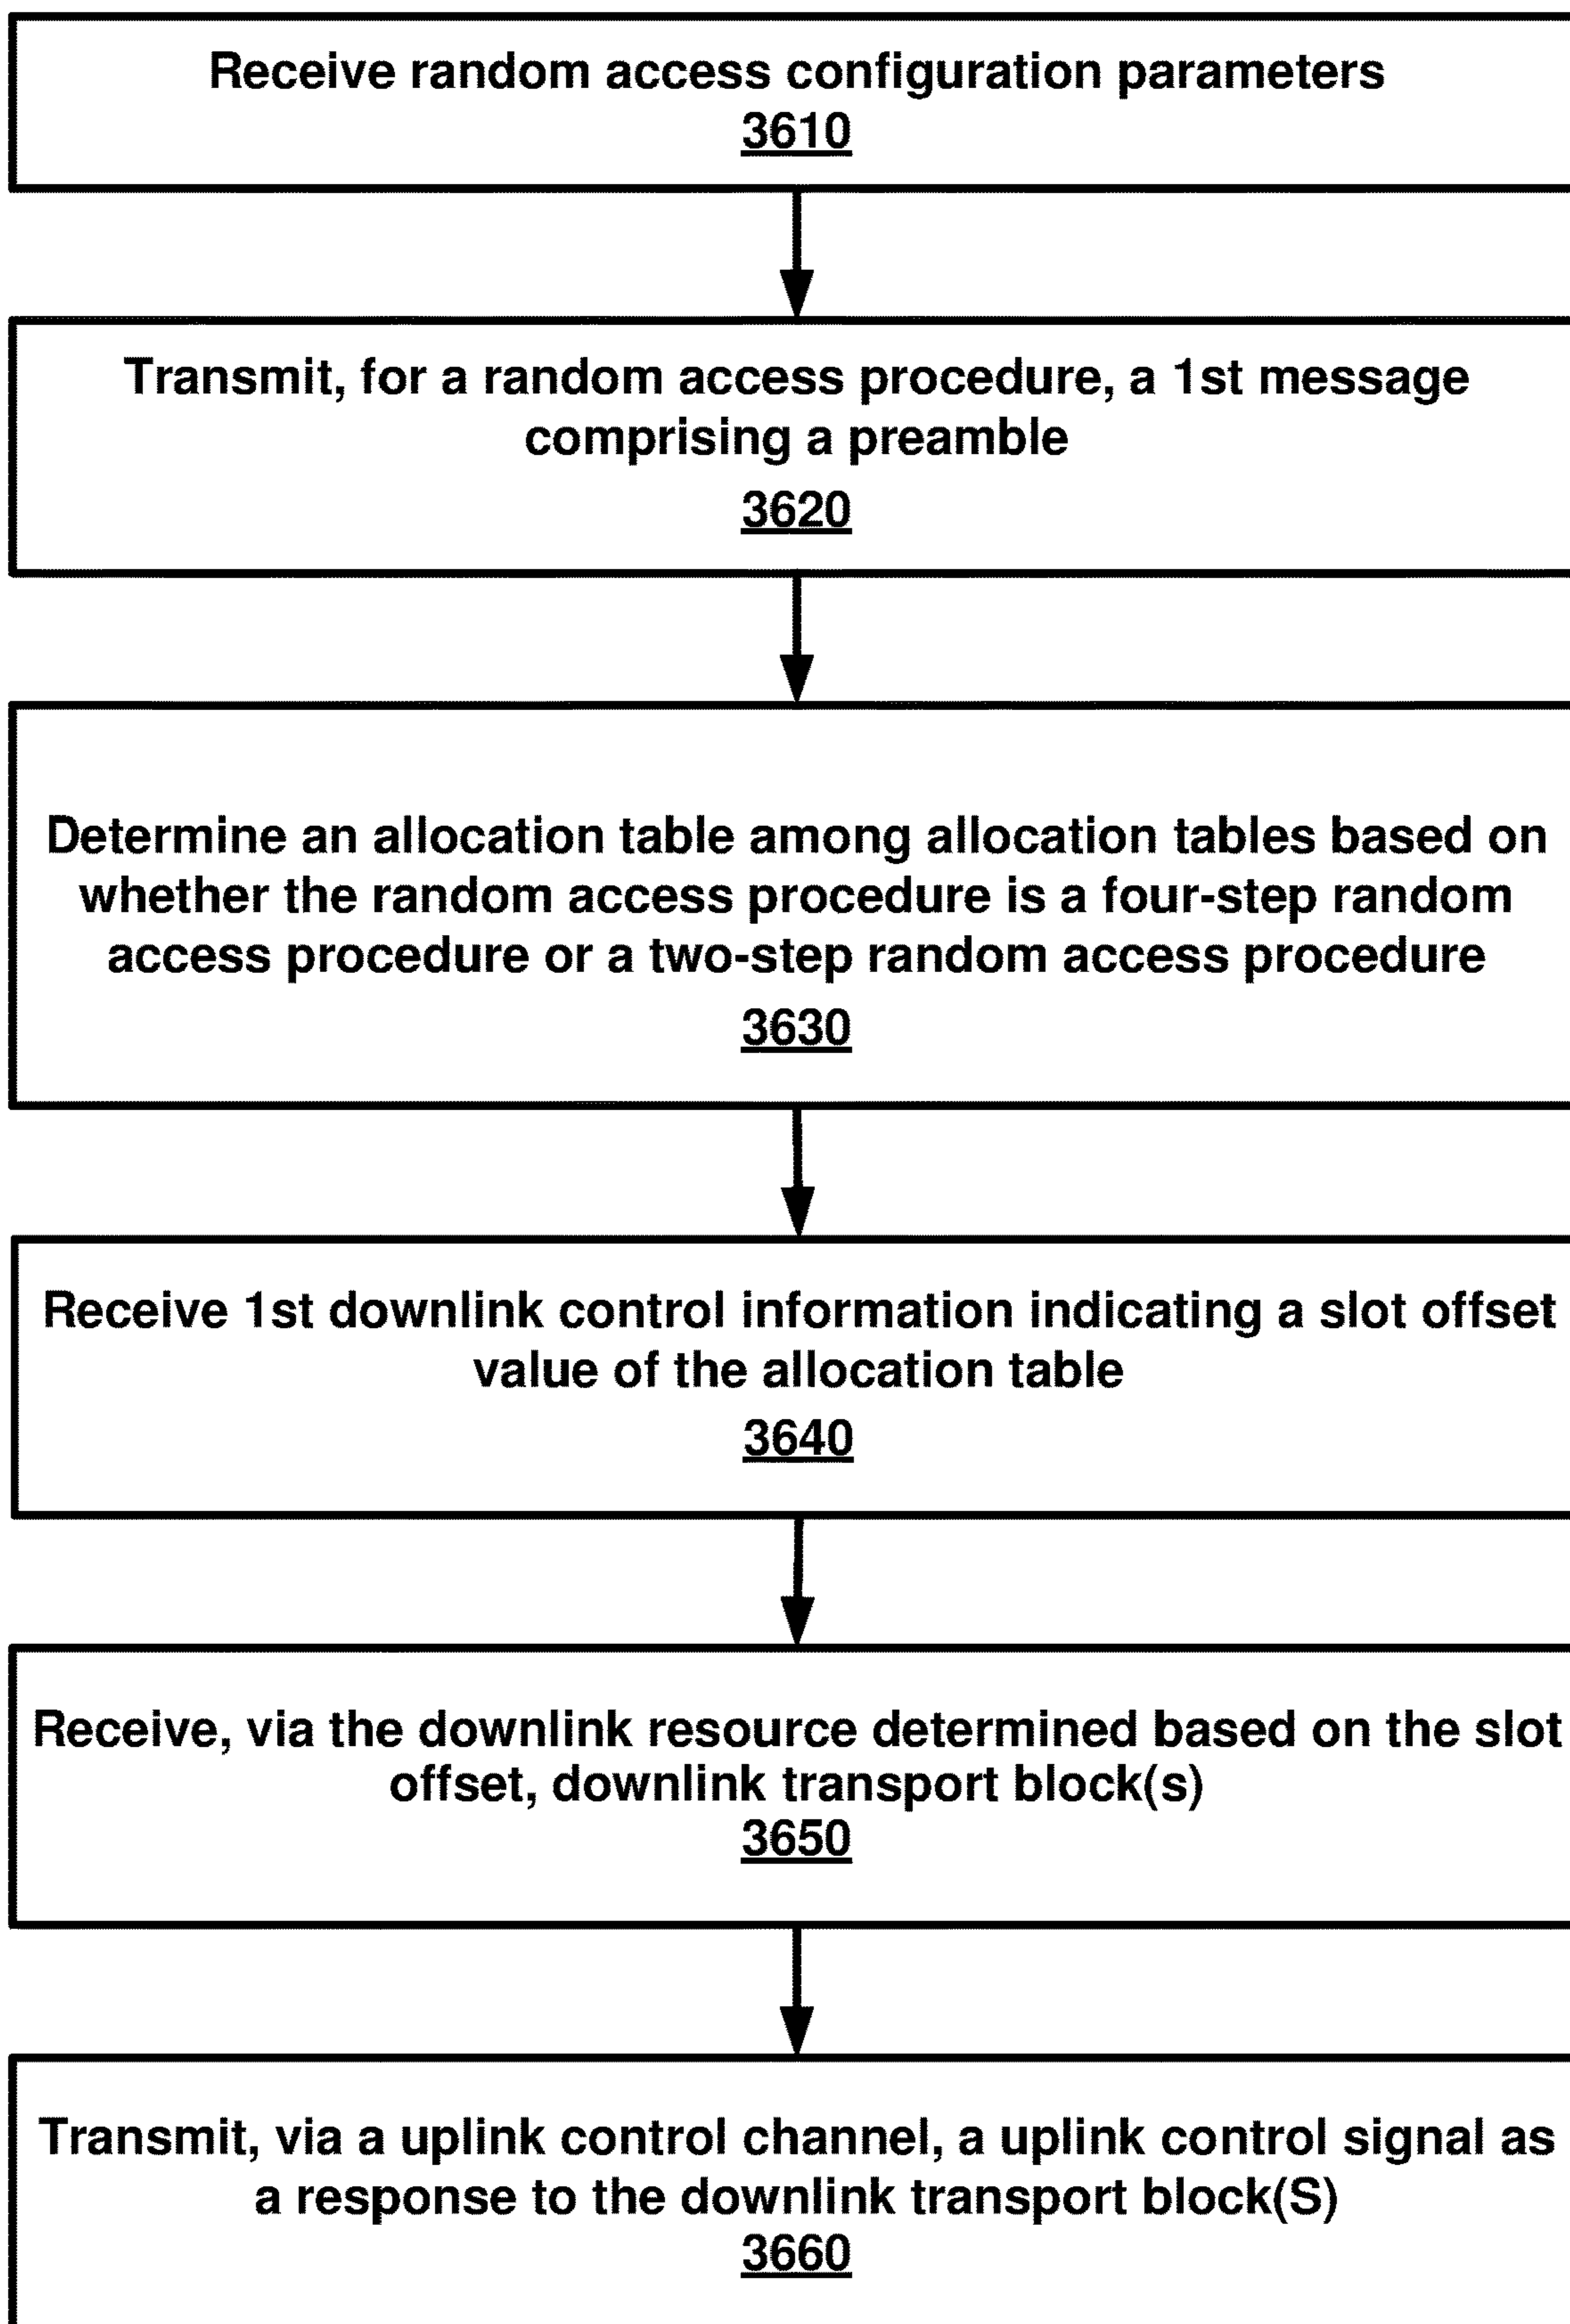 Receive random access configuration parameters
3610
Transmit, for a random access procedure, a 1st message
comprising a preamble
3620
Determine an allocation table among allocation tables based on
whether the random access procedure is a four-step random
access procedure or a two-step random access procedure
3630
Receive 1st downlink control information indicating a slot offset
value of the allocation table
3640
Receive, via the downlink resource determined based on the slot
offset, downlink transport block(s)
3650
Transmit, via a uplink control channel, a uplink control signal as
a response to the downlink transport block(S)
3660